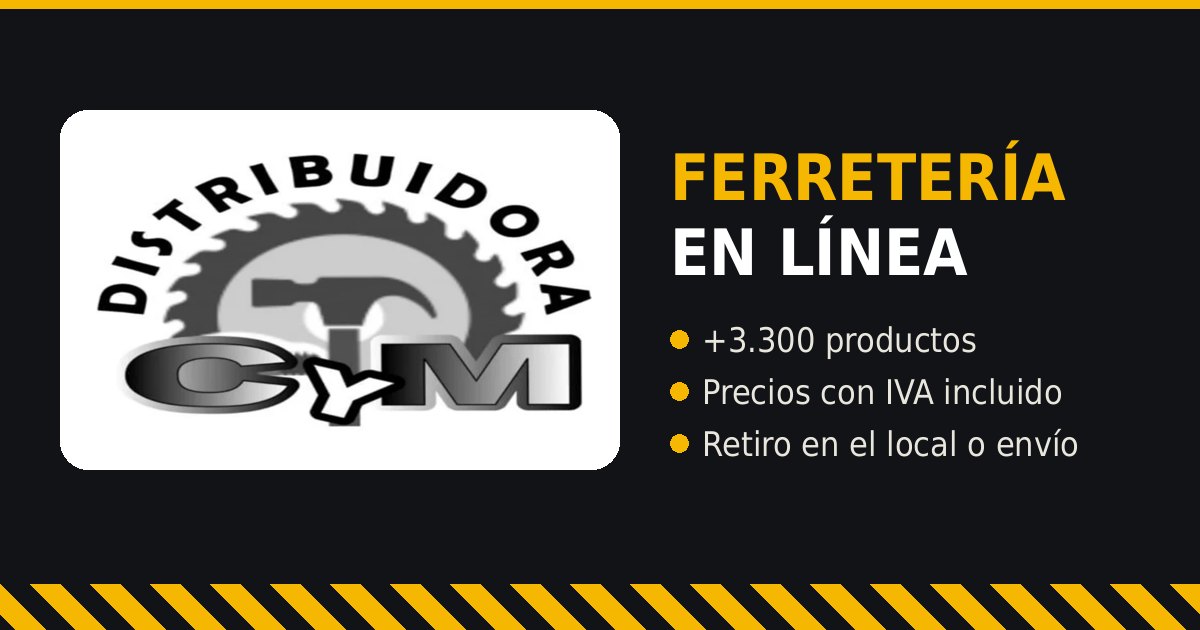 DISTRIBUIDORA
CyM
FERRETERÍA
EN LÍNEA
+3.300 productos
Precios con IVA incluido
Retiro en el local o envío